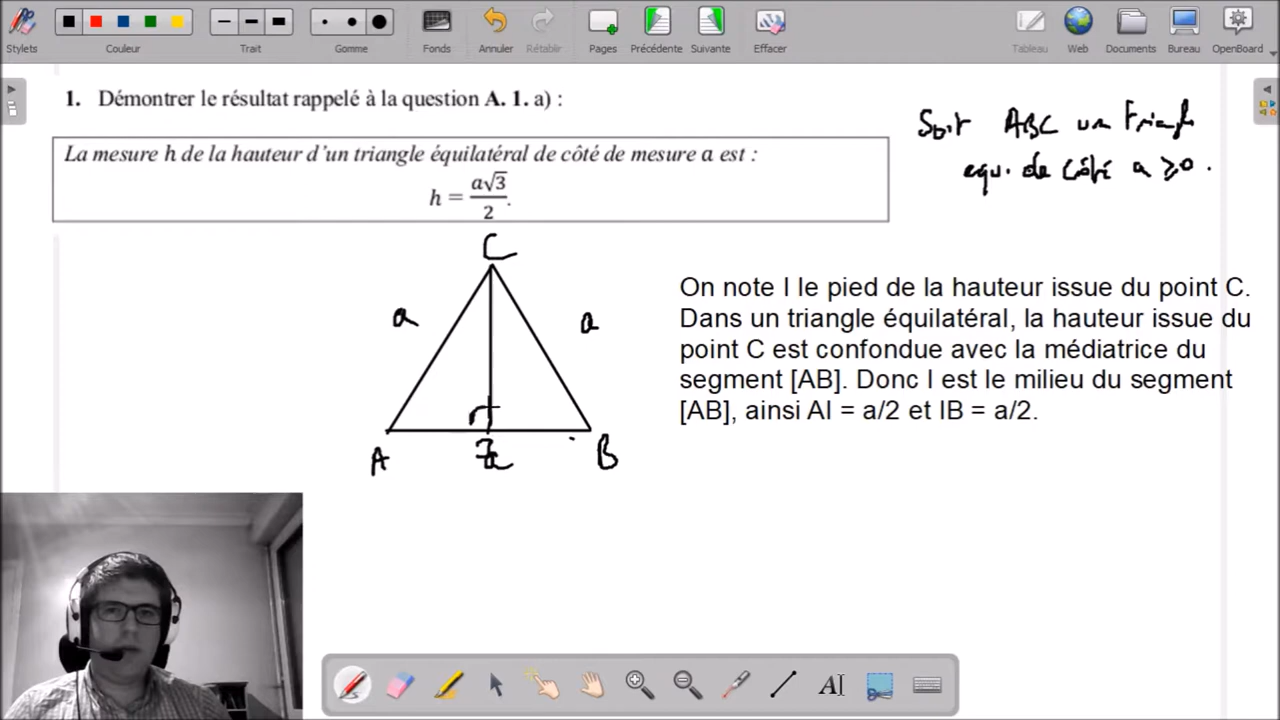 Stylets Couleur Trait Gomme Fonds Annuler Rétablir Pages Précédente Suivante Effacer Tableau Web Documents Bureau OpenBoard
1. Démontrer le résultat rappelé à la question A. 1. a) :
La mesure h de la hauteur d'un triangle équilatéral de côté de mesure a est :
h = a√3/2.
Soit ABC un triangle
equ. de côté a ⩾ 0.
C
a a
On note I le pied de la hauteur issue du point C.
Dans un triangle équilatéral, la hauteur issue du
point C est confondue avec la médiatrice du
segment [AB]. Donc I est le milieu du segment
[AB], ainsi AI = a/2 et IB = a/2.
A I a B
AI